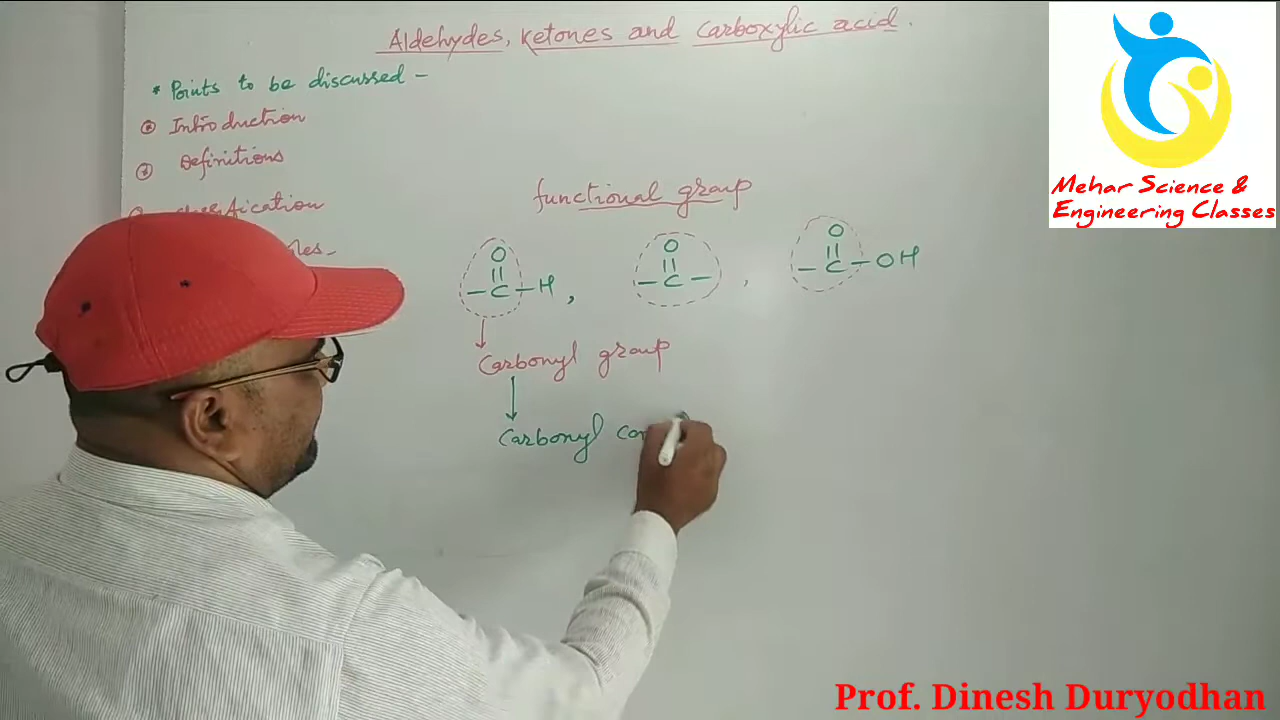 Aldehydes, ketones and carboxylic acid.
* Points to be discussed -
Introduction
Definitions
functional group
O O O
|| || ||
- C - H , - C - , - C - OH
Carbonyl group
Carbonyl
Mehar Science &
Engineering Classes
Prof. Dinesh Duryodhan